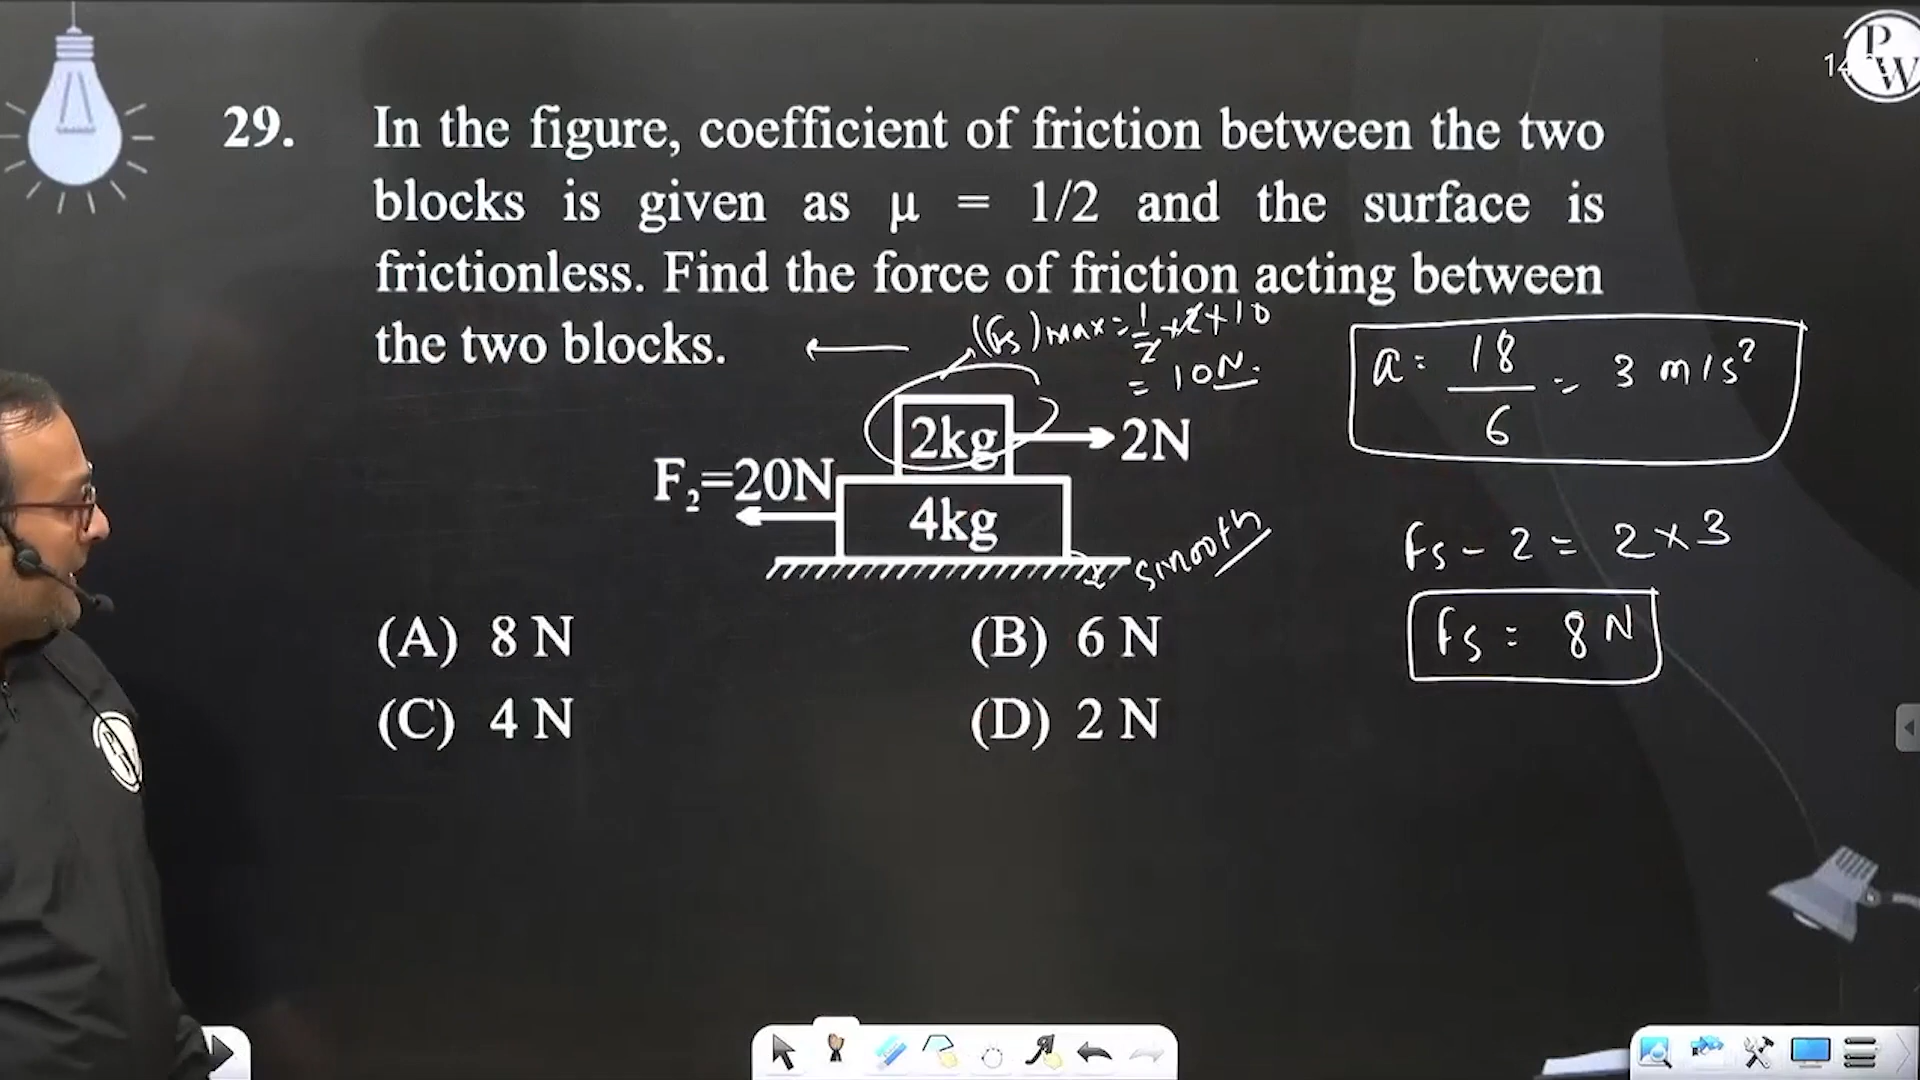 PW
29. In the figure, coefficient of friction between the two
blocks is given as μ = 1/2 and the surface is
frictionless. Find the force of friction acting between
the two blocks.
(fs)max = 1/2 × 2 × 10
= 10N.
a = 18/6 = 3 m/s²
2kg
2N
F₂=20N
4kg
smooth
fs - 2 = 2 × 3
fs = 8 N
(A) 8 N (B) 6 N
(C) 4 N (D) 2 N